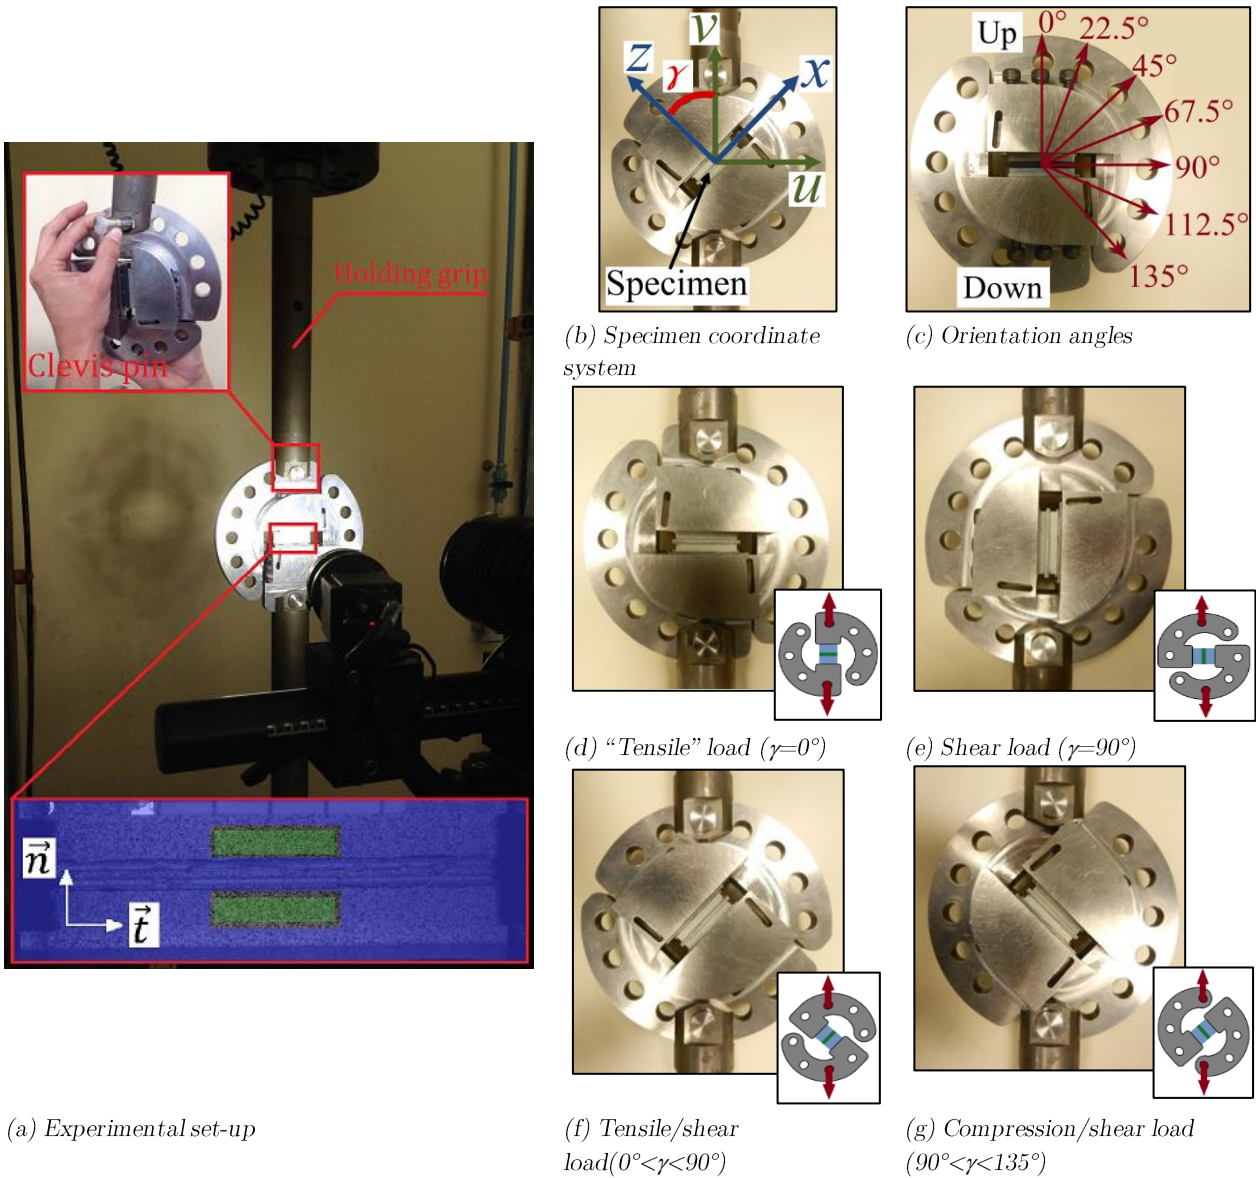 Holding grip
Clevis pin
n
t
(a) Experimental set-up
v
z
γ
x
u
Specimen
(b) Specimen coordinate
system
Up
0°
22.5°
45°
67.5°
90°
112.5°
135°
Down
(c) Orientation angles
(d) “Tensile” load (γ=0°)
(e) Shear load (γ=90°)
(f) Tensile/shear
load(0°<γ<90°)
(g) Compression/shear load
(90°<γ<135°)